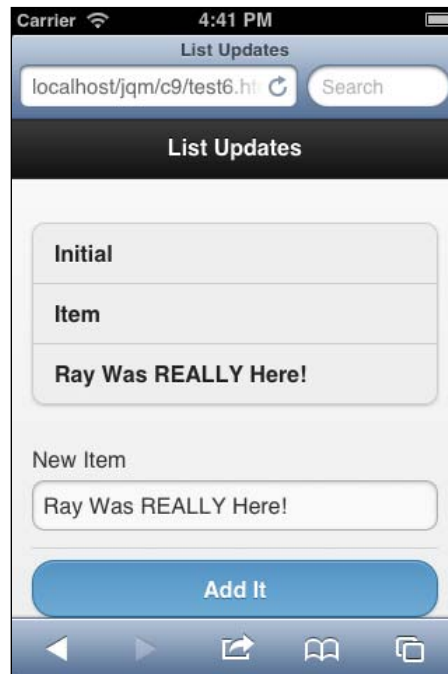 Carrier 4:41 PM
List Updates
localhost/jqm/c9/test6.ht Search
List Updates
Initial
Item
Ray Was REALLY Here!
New Item
Ray Was REALLY Here!
Add It